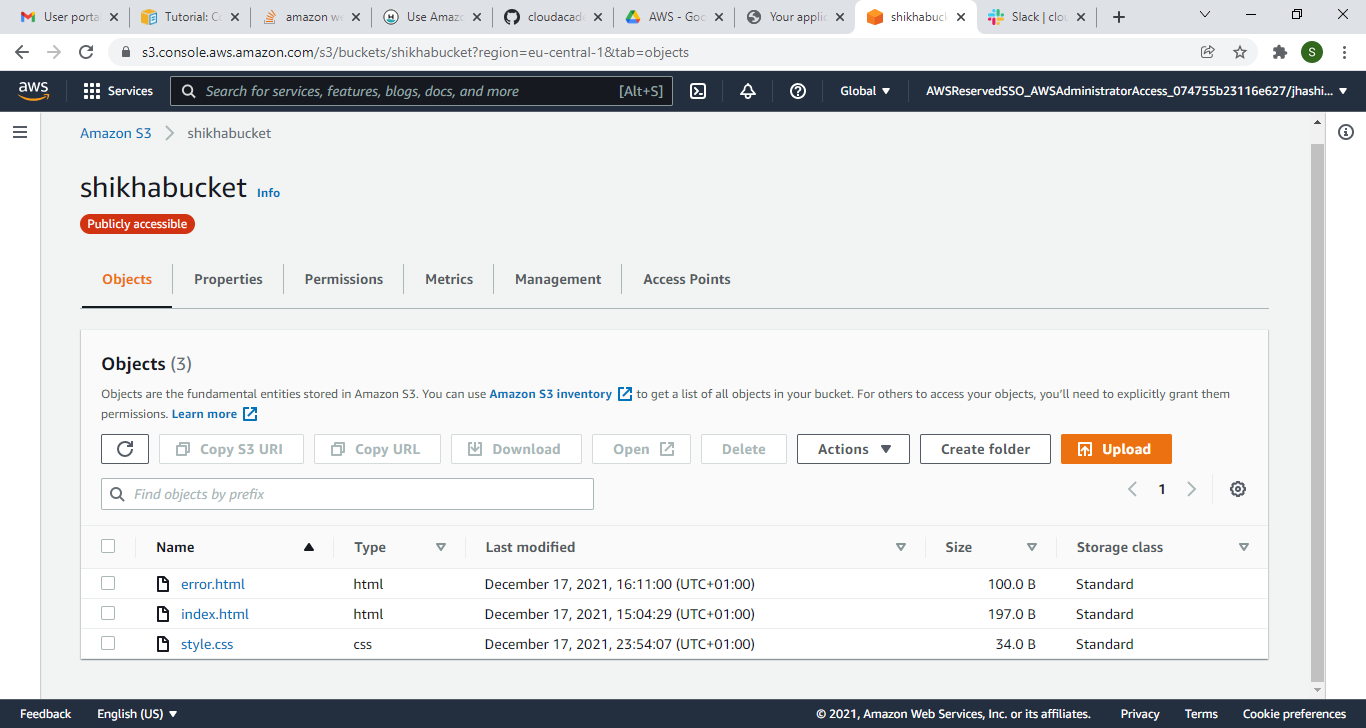 User porta
Tutorial: Co
amazon we
Use Amazo
cloudacade
AWS - Goo
Your applic
shikhabuck
Slack | clou
s3.console.aws.amazon.com/s3/buckets/shikhabucket?region=eu-central-1&tab=objects
S
aws
Services
Search for services, features, blogs, docs, and more
[Alt+S]
Global
AWSReservedSSO_AWSAdministratorAccess_074755b23116e627/jhashi...
Amazon S3
shikhabucket
shikhabucket Info
Publicly accessible
Objects
Properties
Permissions
Metrics
Management
Access Points
Objects (3)
Objects are the fundamental entities stored in Amazon S3. You can use Amazon S3 inventory to get a list of all objects in your bucket. For others to access your objects, you'll need to explicitly grant them
permissions. Learn more
Copy S3 URI
Copy URL
Download
Open
Delete
Actions
Create folder
Upload
Find objects by prefix
1
Name Type Last modified Size Storage class
error.html html December 17, 2021, 16:11:00 (UTC+01:00) 100.0 B Standard
index.html html December 17, 2021, 15:04:29 (UTC+01:00) 197.0 B Standard
style.css css December 17, 2021, 23:54:07 (UTC+01:00) 34.0 B Standard
Feedback
English (US)
© 2021, Amazon Web Services, Inc. or its affiliates.
Privacy
Terms
Cookie preferences